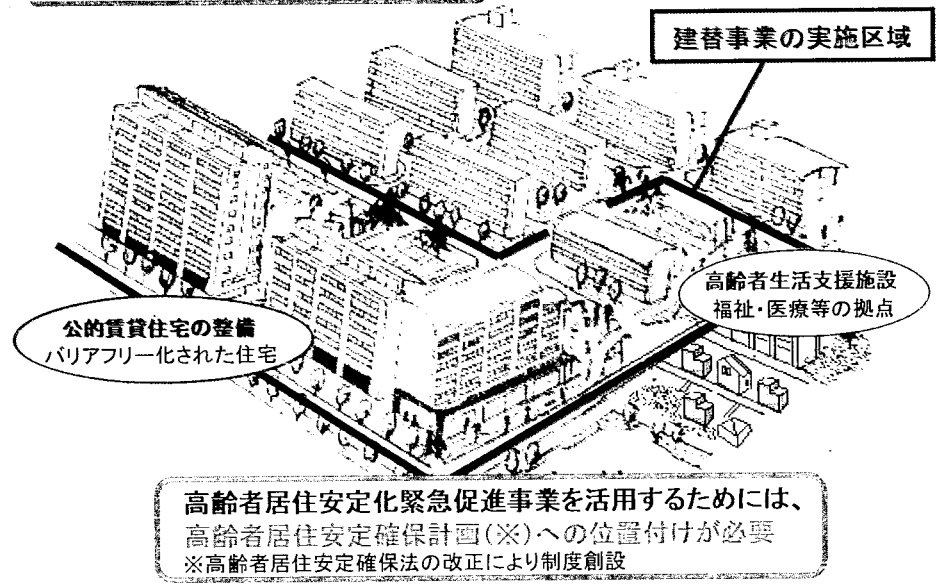 建替事業の実施区域
高齢者生活支援施設
福祉・医療等の拠点
公的賃貸住宅の整備
バリアフリー化された住宅
高齢者居住安定化緊急促進事業を活用するためには、
高齢者居住安定確保計画(※)への位置付けが必要
※高齢者居住安定確保法の改正により制度創設